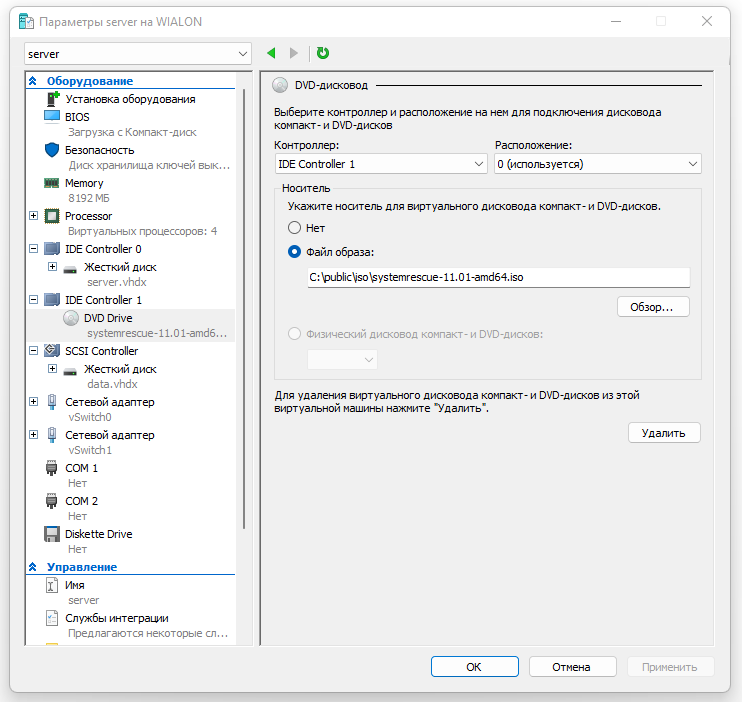 Параметры server на WIALON
server
Оборудование
Установка оборудования
BIOS
Загрузка с Компакт-диск
Безопасность
Диск хранилища ключей вык...
Memory
8192 МБ
Processor
Виртуальных процессоров: 4
IDE Controller 0
Жесткий диск
server.vhdx
IDE Controller 1
DVD Drive
systemrescue-11.01-amd6...
SCSI Controller
Жесткий диск
data.vhdx
Сетевой адаптер
vSwitch0
Сетевой адаптер
vSwitch1
COM 1
Нет
COM 2
Нет
Diskette Drive
Нет
Управление
Имя
server
Службы интеграции
Предлагаются некоторые сл...
DVD-дисковод
Выберите контроллер и расположение на нем для подключения дисковода
компакт- и DVD-дисков
Контроллер:
Расположение:
IDE Controller 1
0 (используется)
Носитель
Укажите носитель для виртуального дисковода компакт- и DVD-дисков.
Нет
Файл образа:
C:\public\iso\systemrescue-11.01-amd64.iso
Обзор...
Физический дисковод компакт- и DVD-дисков:
Для удаления виртуального дисковода компакт- и DVD-дисков из этой
виртуальной машины нажмите "Удалить".
Удалить
ОК
Отмена
Применить